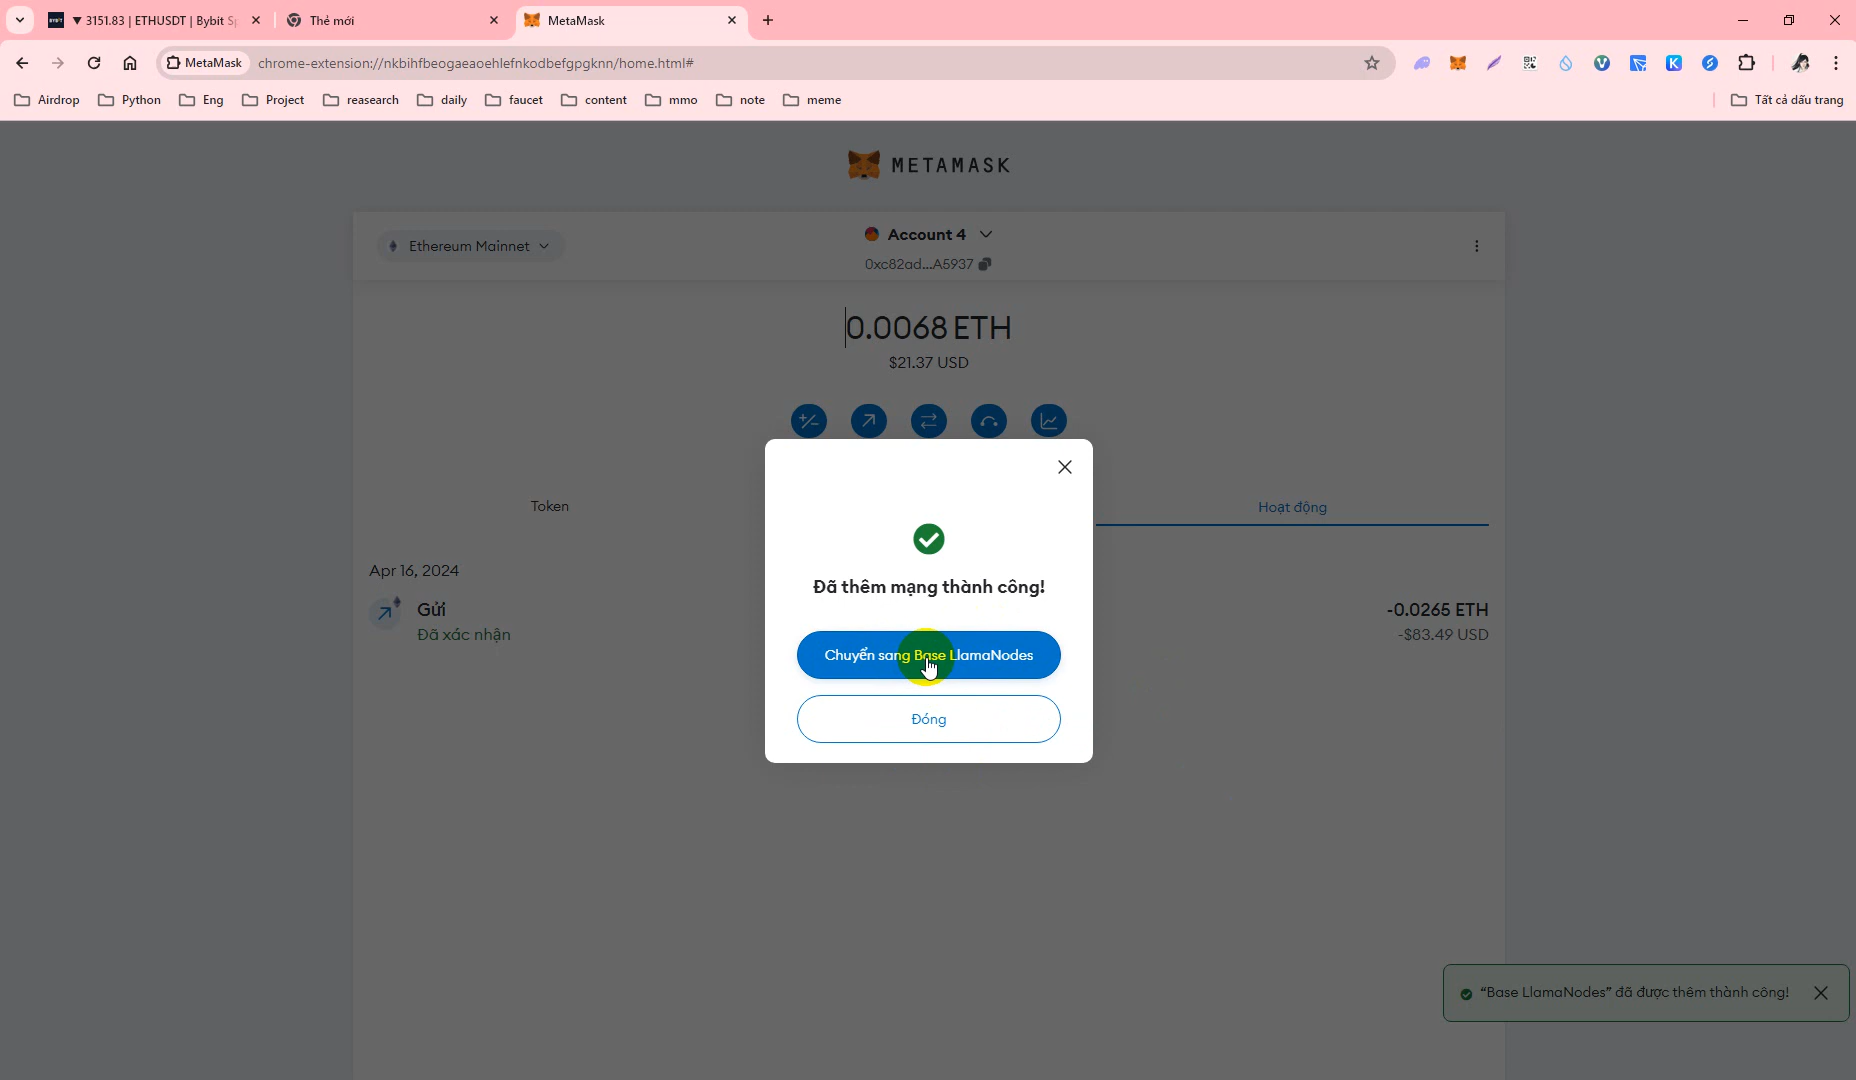 ▼ 3151.83 | ETHUSDT | Bybit Sp
Thẻ mới
MetaMask
MetaMask
chrome-extension://nkbihfbeogaeaoehlefnkodbefgpgknn/home.html#
Airdrop
Python
Eng
Project
reasearch
daily
faucet
content
mmo
note
meme
Tất cả dấu trang
METAMASK
Ethereum Mainnet
Account 4
0xc82ad...A5937
0.0068 ETH
$21.37 USD
Token
Hoạt động
Apr 16, 2024
Gửi
Đã xác nhận
-0.0265 ETH
-$83.49 USD
Đã thêm mạng thành công!
Chuyển sang Base LlamaNodes
Đóng
“Base LlamaNodes” đã được thêm thành công!